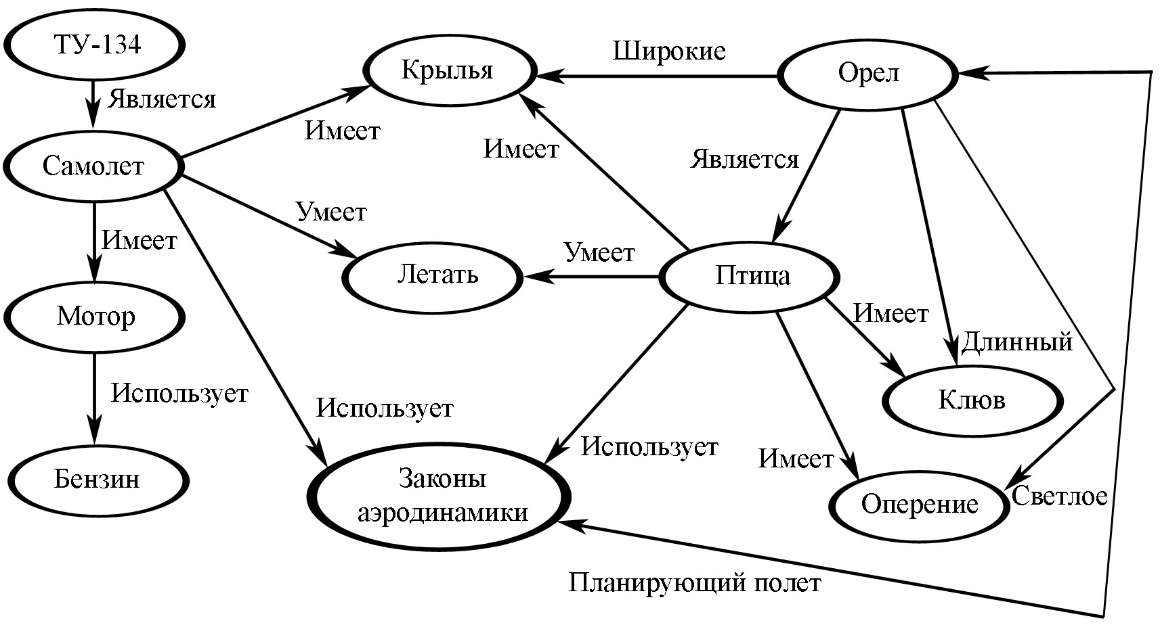 ТУ-134
Является
Самолет
Имеет
Мотор
Использует
Бензин
Крылья
Широкие
Орел
Имеет
Имеет
Является
Умеет
Летать
Умеет
Птица
Имеет
Длинный
Клюв
Использует
Законы
аэродинамики
Использует
Имеет
Оперение
Светлое
Планирующий полет